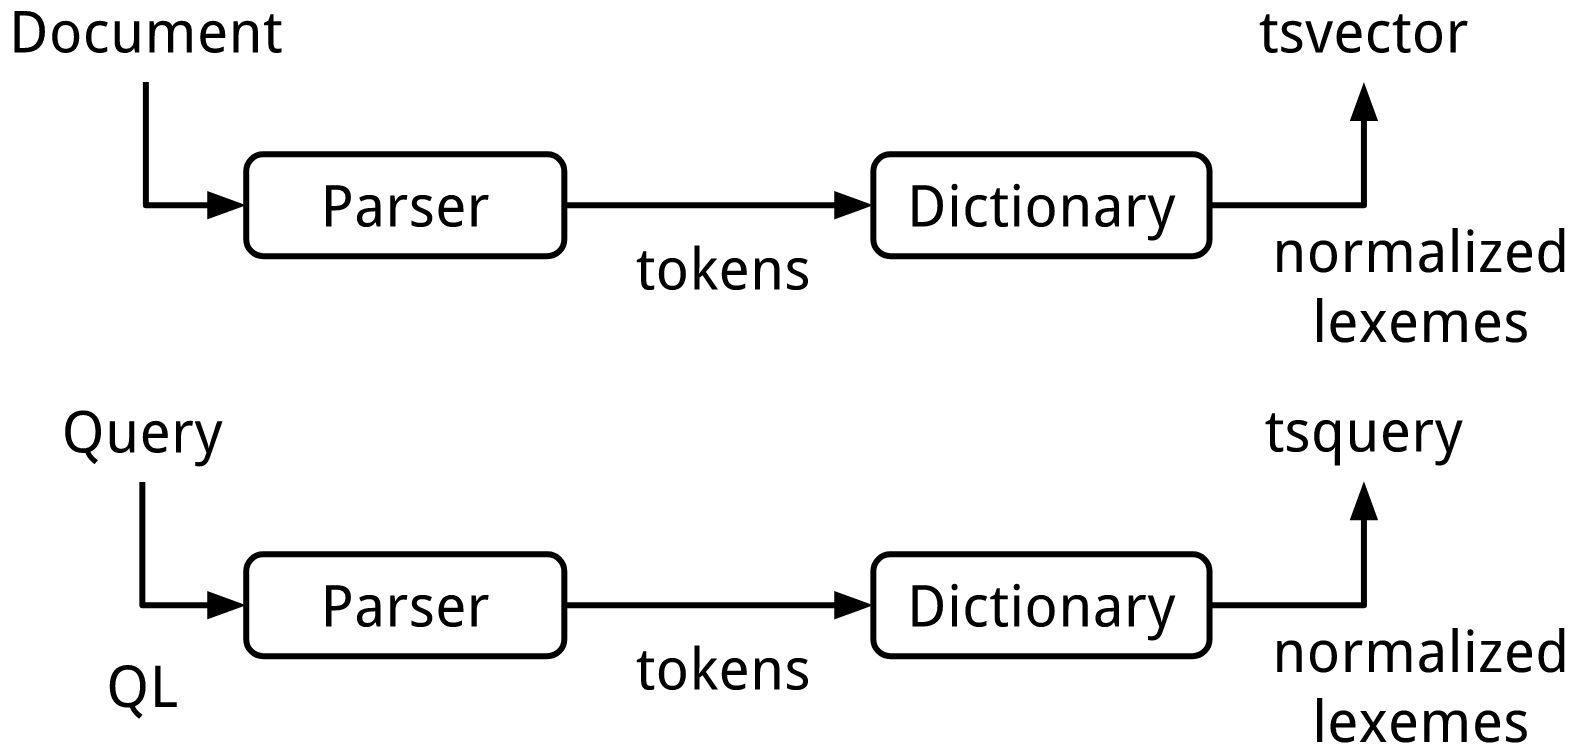 Document
tsvector
Parser
Dictionary
tokens
normalized
lexemes
Query
tsquery
Parser
Dictionary
QL
tokens
normalized
lexemes